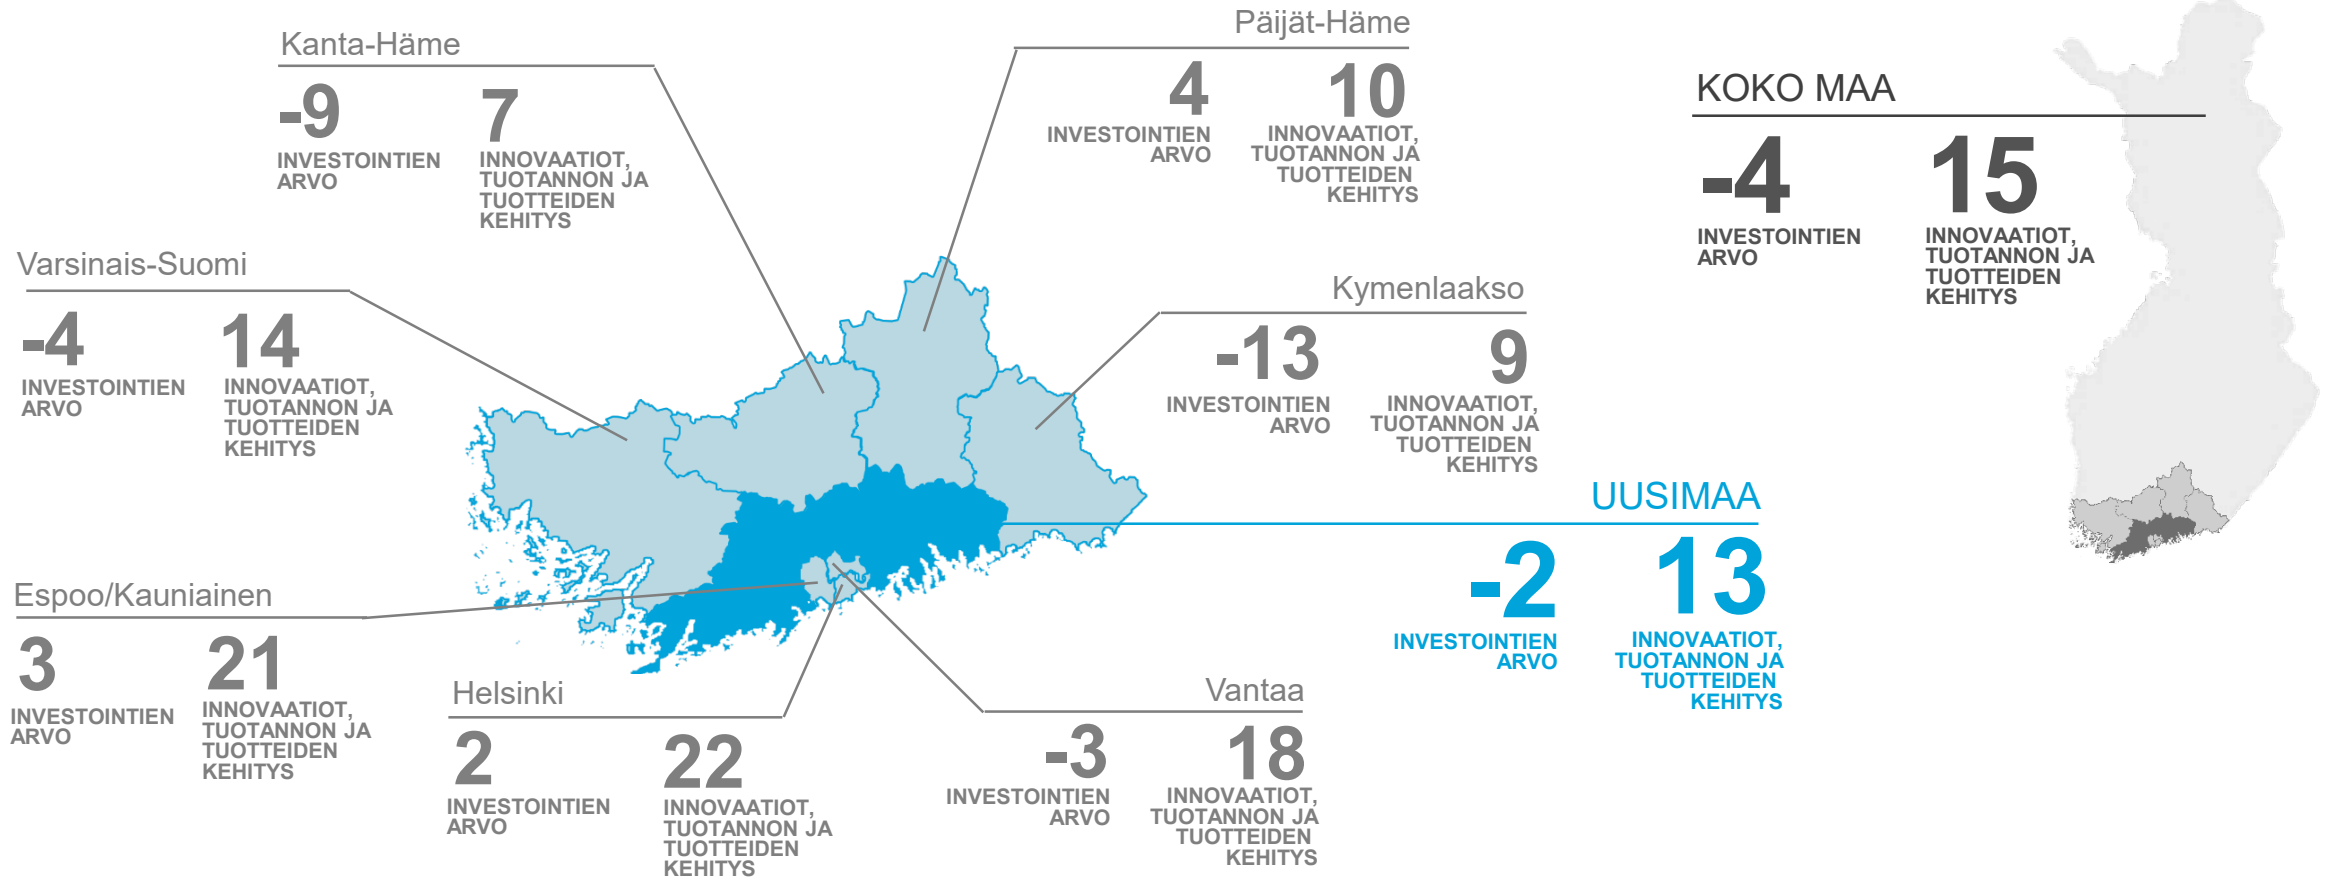 Kanta-Häme
-9
INVESTOINTIEN
ARVO
7
INNOVAATIOT,
TUOTANNON JA
TUOTTEIDEN
KEHITYS
Päijät-Häme
4
INVESTOINTIEN
ARVO
10
INNOVAATIOT,
TUOTANNON JA
TUOTTEIDEN
KEHITYS
KOKO MAA
-4
INVESTOINTIEN
ARVO
15
INNOVAATIOT,
TUOTANNON JA
TUOTTEIDEN
KEHITYS
Varsinais-Suomi
-4
INVESTOINTIEN
ARVO
14
INNOVAATIOT,
TUOTANNON JA
TUOTTEIDEN
KEHITYS
Kymenlaakso
-13
INVESTOINTIEN
ARVO
9
INNOVAATIOT,
TUOTANNON JA
TUOTTEIDEN
KEHITYS
UUSIMAA
-2
INVESTOINTIEN
ARVO
13
INNOVAATIOT,
TUOTANNON JA
TUOTTEIDEN
KEHITYS
Espoo/Kauniainen
3
INVESTOINTIEN
ARVO
21
INNOVAATIOT,
TUOTANNON JA
TUOTTEIDEN
KEHITYS
Helsinki
2
INVESTOINTIEN
ARVO
22
INNOVAATIOT,
TUOTANNON JA
TUOTTEIDEN
KEHITYS
Vantaa
-3
INVESTOINTIEN
ARVO
18
INNOVAATIOT,
TUOTANNON JA
TUOTTEIDEN
KEHITYS